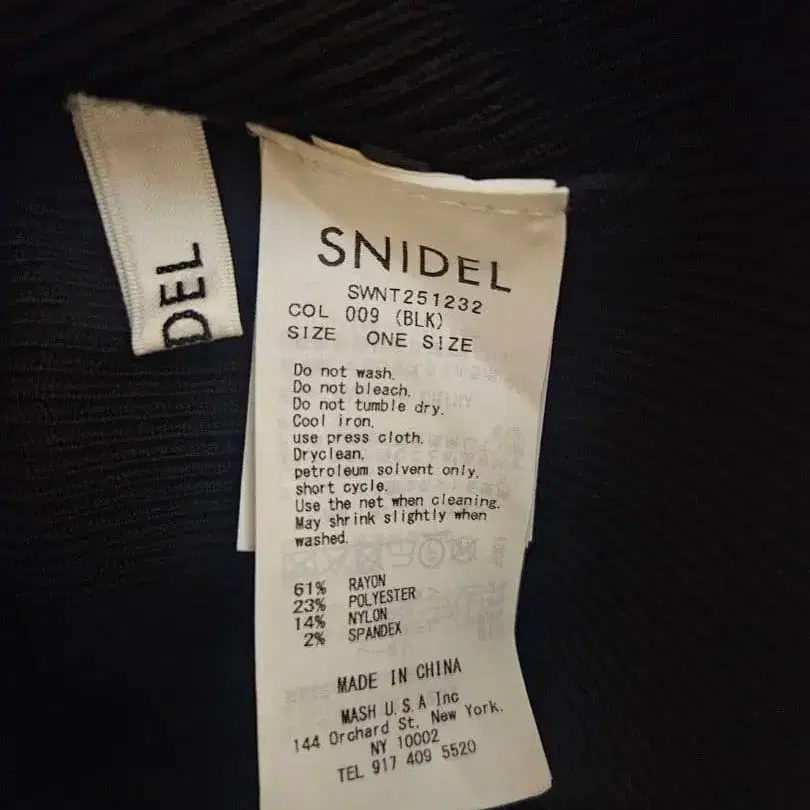 DEL
SNIDEL
SWNT251232
COL 009 (BLK)
SIZE ONE SIZE
Do not wash.
Do not bleach.
Do not tumble dry.
Cool iron.
use press cloth.
Dryclean.
petroleum solvent only.
short cycle.
Use the net when cleaning.
May shrink slightly when
washed.
61% RAYON
23% POLYESTER
14% NYLON
2% SPANDEX
MADE IN CHINA
MASH U.S.A Inc
144 Orchard St. New York.
NY 10002
TEL 917 409 5520